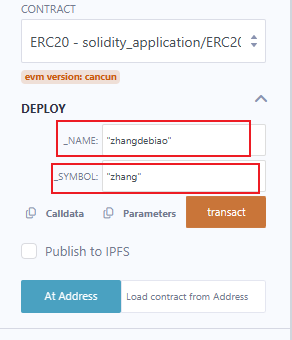 CONTRACT
ERC20 - solidity_application/ERC20
evm version: cancun
DEPLOY
_NAME: "zhangdebiao"
_SYMBOL: "zhang"
Calldata Parameters transact
Publish to IPFS
At Address Load contract from Address